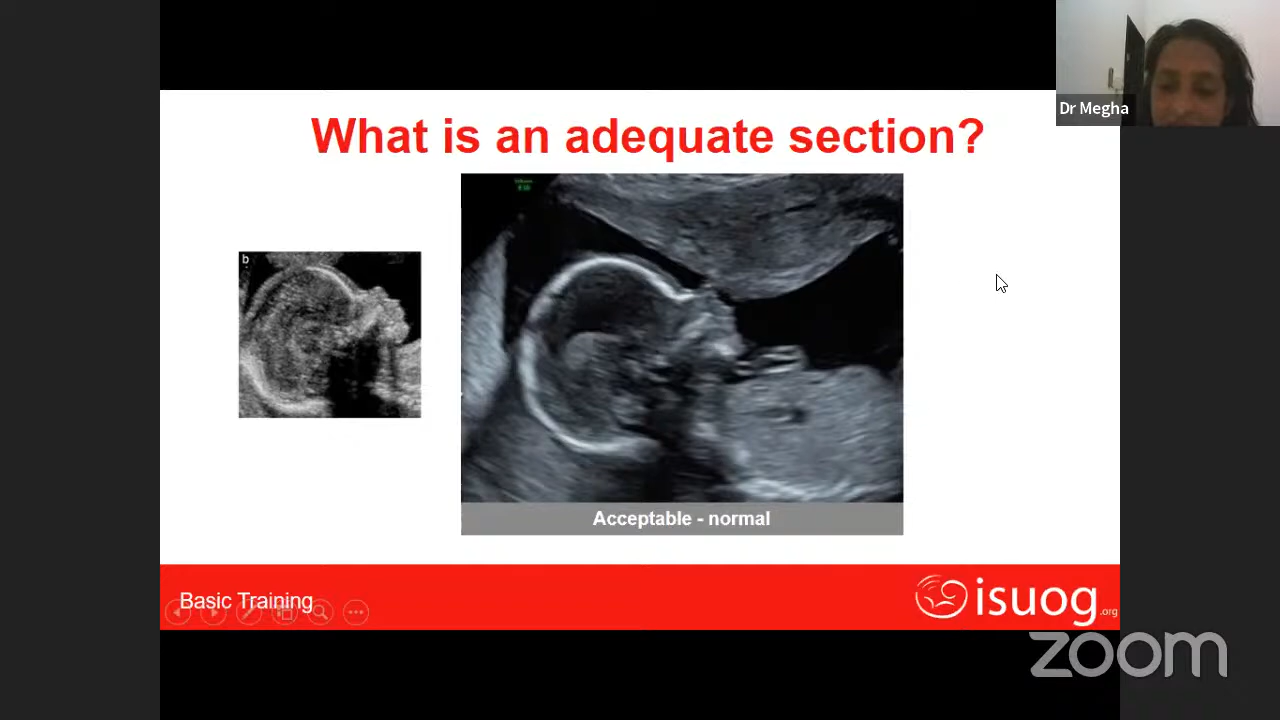 Dr Megha
What is an adequate section?
b
Acceptable - normal
Basic Training
isuog.org
zoom